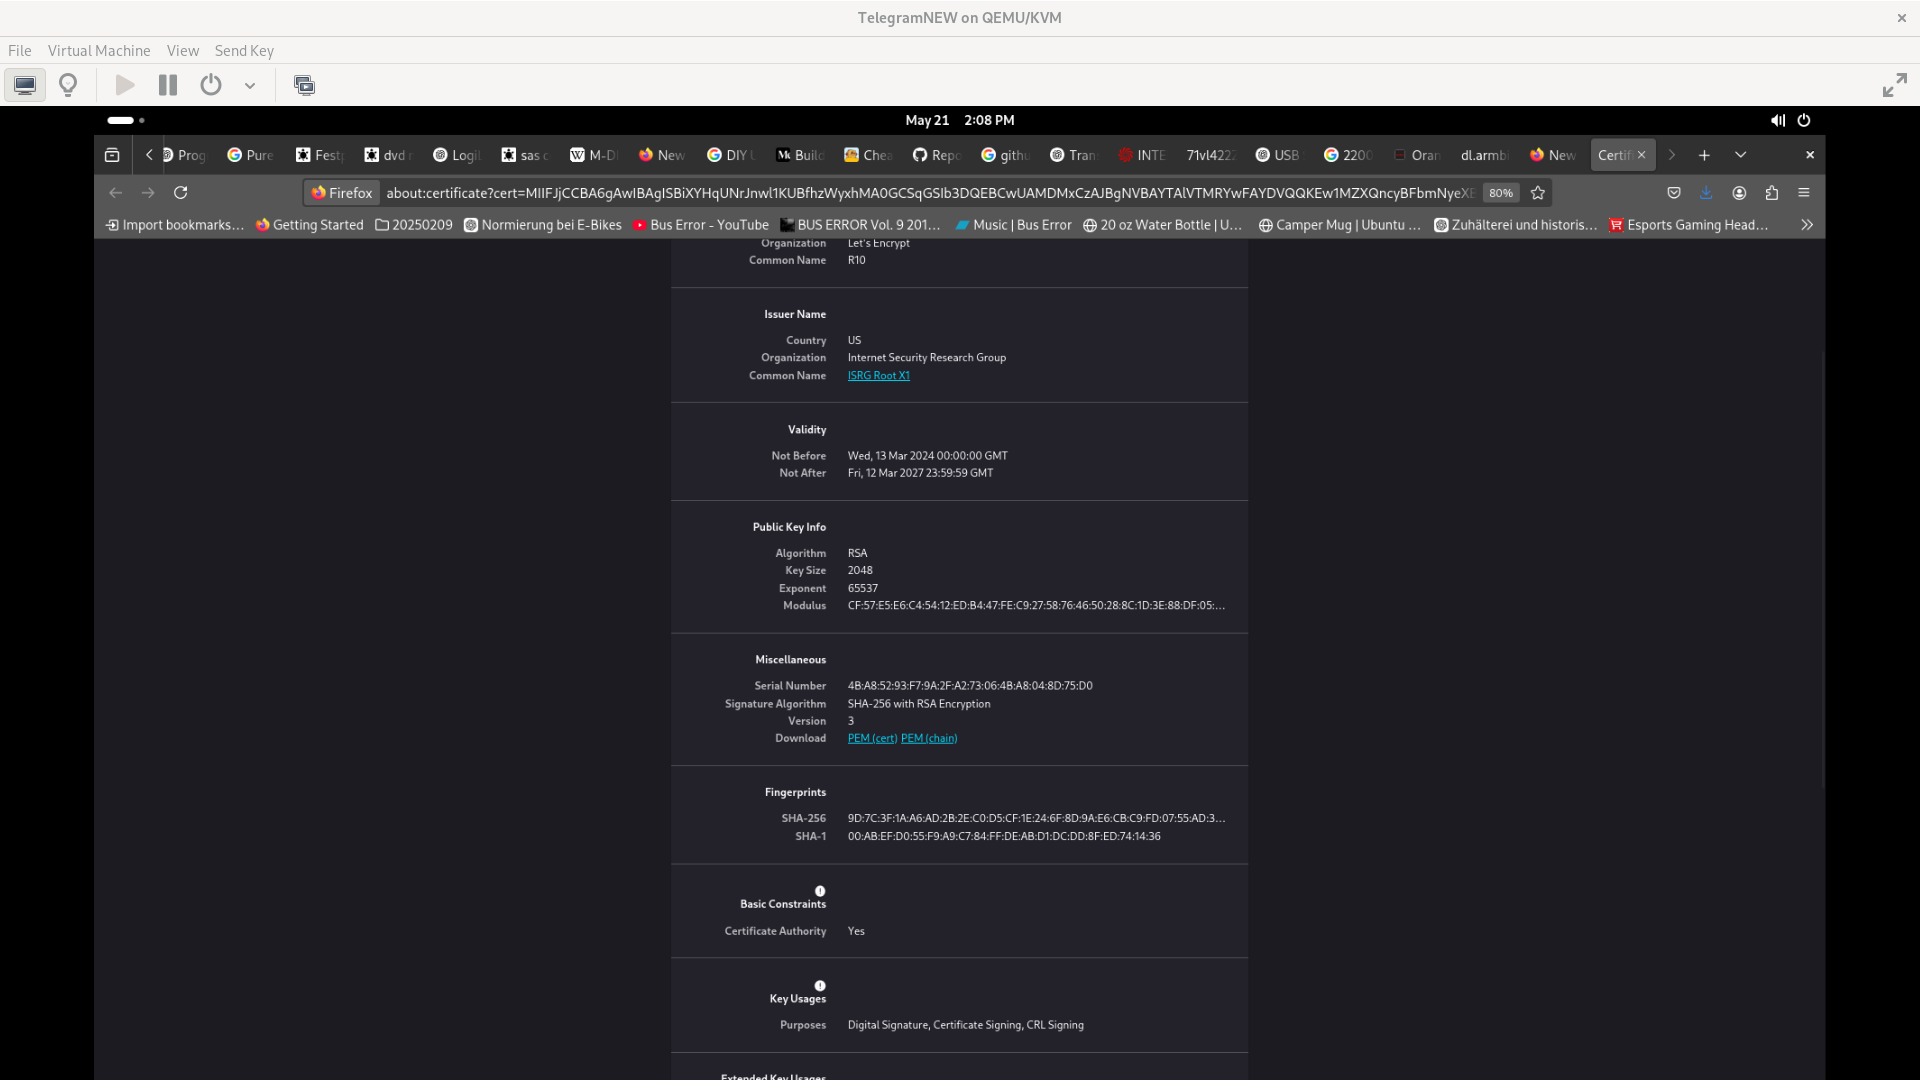 TelegramNEW on QEMU/KVM
File Virtual Machine View Send Key
May 21 2:08 PM
Prog Pure Fest dvd Logi sas M-DI New DIY Buil Chea Repo gith Tran INTE 71vl422 USB 2200 Oran dl.armbi New Certifi
Firefox about:certificate?cert=MIIFJjCCBA6gAwIBAgISBiXYHqUNrJnwl1KUBfhzWyxhMA0GCSqGSIb3DQEBCwUAMDMxCzAJBgNVBAYTAlVTMRYwFAYDVQQKEw1MZXQncyBFbmNyeXE 80%
Import bookmarks… Getting Started 20250209 Normierung bei E-Bikes Bus Error - YouTube BUS ERROR Vol. 9 201… Music | Bus Error 20 oz Water Bottle | U… Camper Mug | Ubuntu … Zuhälterei und historis… Esports Gaming Head…
Organization Let's Encrypt
Common Name R10
Issuer Name
Country US
Organization Internet Security Research Group
Common Name ISRG Root X1
Validity
Not Before Wed, 13 Mar 2024 00:00:00 GMT
Not After Fri, 12 Mar 2027 23:59:59 GMT
Public Key Info
Algorithm RSA
Key Size 2048
Exponent 65537
Modulus CF:57:E5:E6:C4:54:12:ED:B4:47:FE:C9:27:58:76:46:50:28:8C:1D:3E:88:DF:05:…
Miscellaneous
Serial Number 4B:A8:52:93:F7:9A:2F:A2:73:06:4B:A8:04:8D:75:D0
Signature Algorithm SHA-256 with RSA Encryption
Version 3
Download PEM (cert) PEM (chain)
Fingerprints
SHA-256 9D:7C:3F:1A:A6:AD:2B:2E:C0:D5:CF:1E:24:6F:8D:9A:E6:CB:C9:FD:07:55:AD:3…
SHA-1 00:AB:EF:D0:55:F9:A9:C7:84:FF:DE:AB:D1:DC:DD:8F:ED:74:14:36
Basic Constraints
Certificate Authority Yes
Key Usages
Purposes Digital Signature, Certificate Signing, CRL Signing
Extended Key Usages